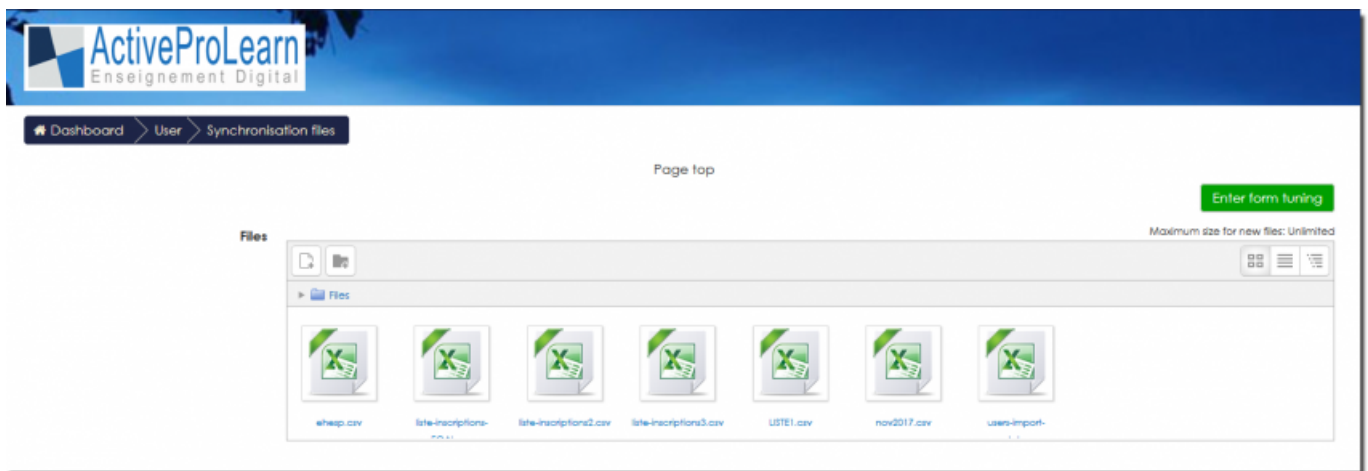 ActiveProLearn
Enseignement Digital
Dashboard User Synchronisation files
Page top
Enter form tuning
Maximum size for new files: Unlimited
Files
Files
ehesp.csv liste-inscriptions- liste-inscriptions2.csv liste-inscriptions3.csv LISTE1.csv nov2017.csv users-import-